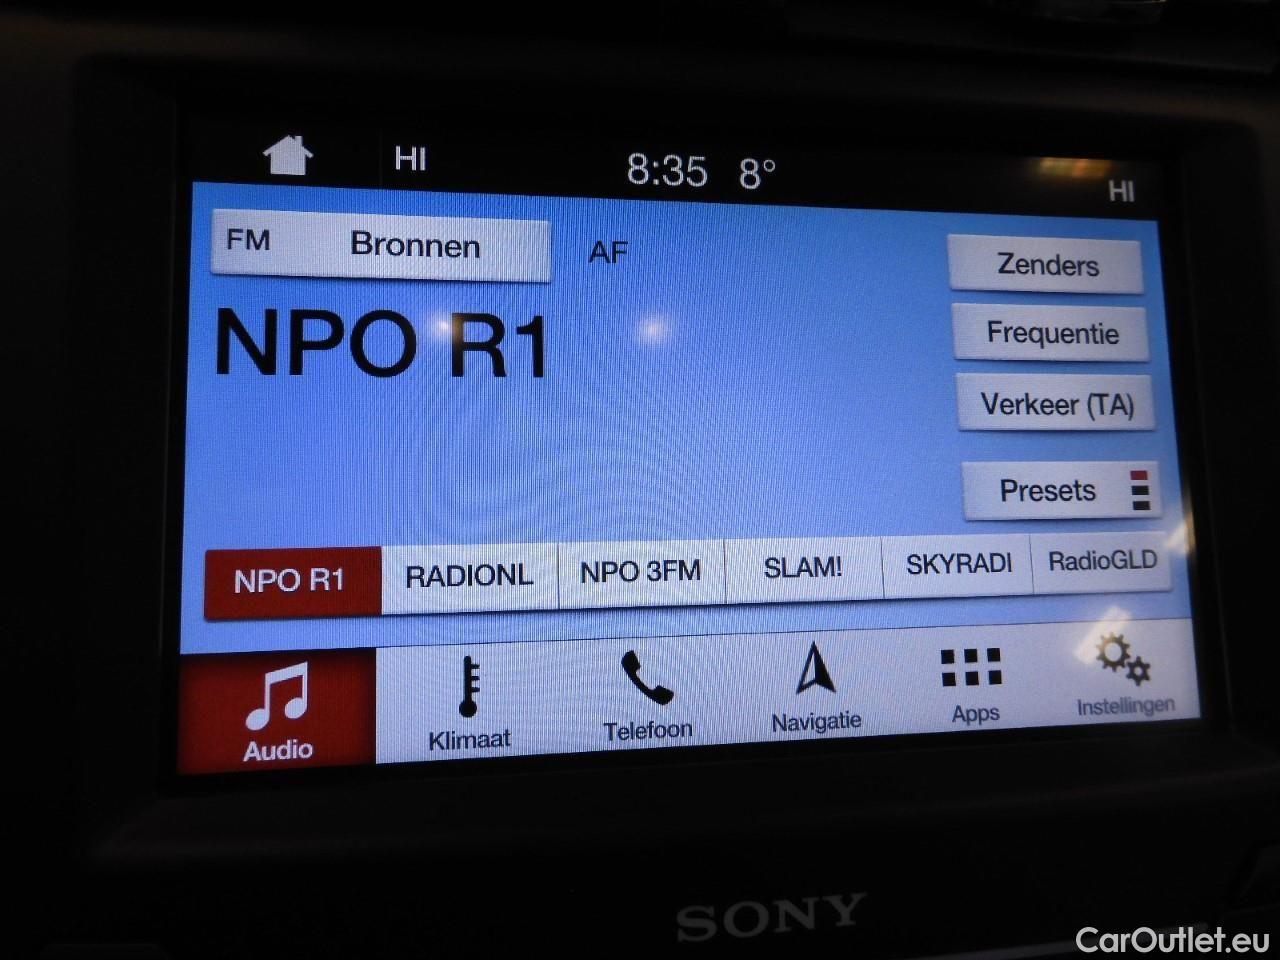 HI 8:35 8° HI
FM Bronnen AF
Zenders
NPO R1
Frequentie
Verkeer (TA)
Presets
NPO R1 RADIONL NPO 3FM SLAM! SKYRADI RadioGLD
Audio Klimaat Telefoon Navigatie Apps Instellingen
SONY
CarOutlet.eu